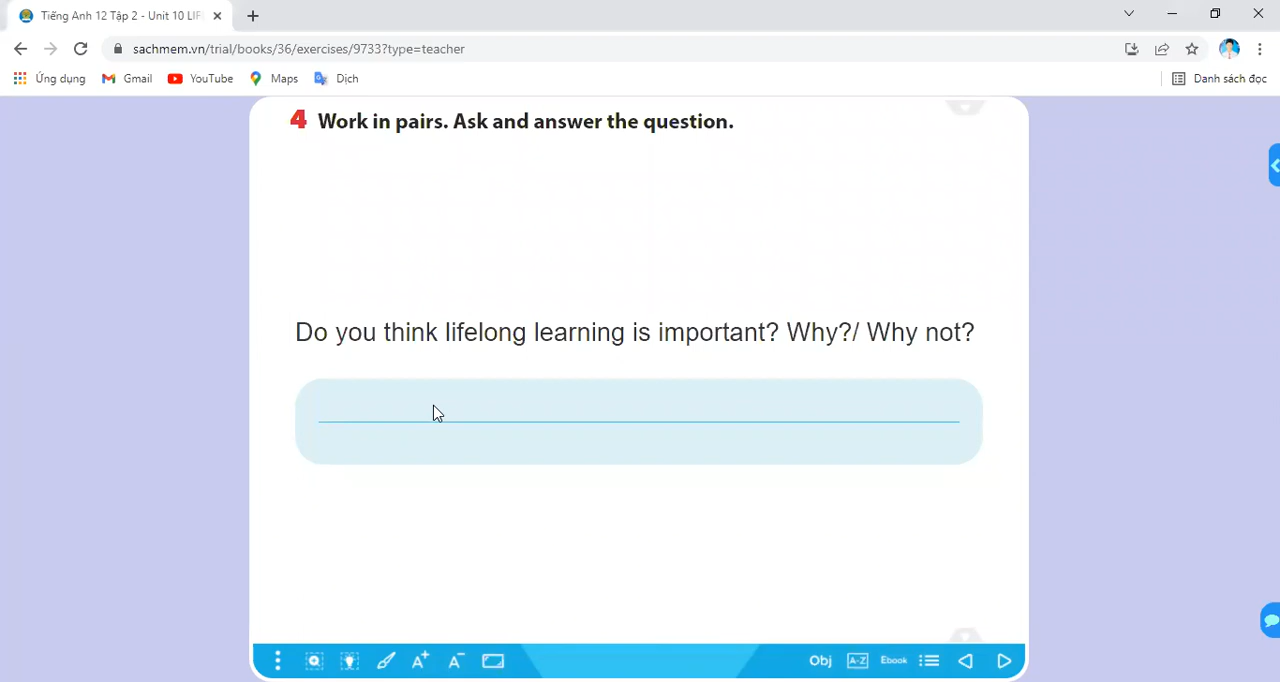 Tiếng Anh 12 Tập 2 - Unit 10 LIF
sachmem.vn/trial/books/36/exercises/9733?type=teacher
Ứng dụng Gmail YouTube Maps Dịch Danh sách đọc
4 Work in pairs. Ask and answer the question.
Do you think lifelong learning is important? Why?/ Why not?
A+ A- Obj A-Z Ebook